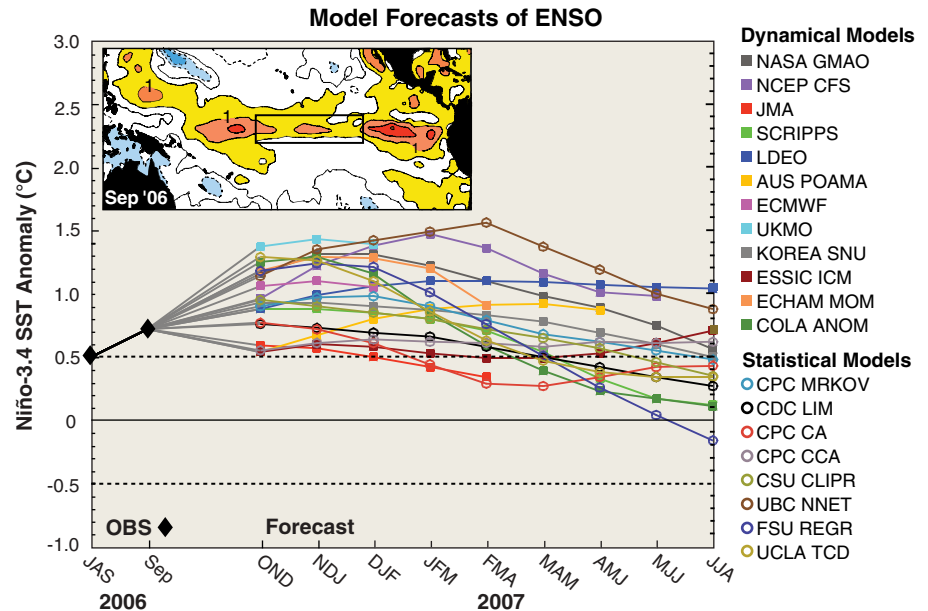 Model Forecasts of ENSO
3.0
2.5
2.0
1.5
1.0
0.5
0
-0.5
-1.0
Niño-3.4 SST Anomaly (°C)
1
1
1
Sep '06
OBS
Forecast
JAS
Sep
OND
NDJ
DJF
JFM
FMA
MAM
AMJ
MJJ
JJA
2006
2007
Dynamical Models
NASA GMAO
NCEP CFS
JMA
SCRIPPS
LDEO
AUS POAMA
ECMWF
UKMO
KOREA SNU
ESSIC ICM
ECHAM MOM
COLA ANOM
Statistical Models
CPC MRKOV
CDC LIM
CPC CA
CPC CCA
CSU CLIPR
UBC NNET
FSU REGR
UCLA TCD